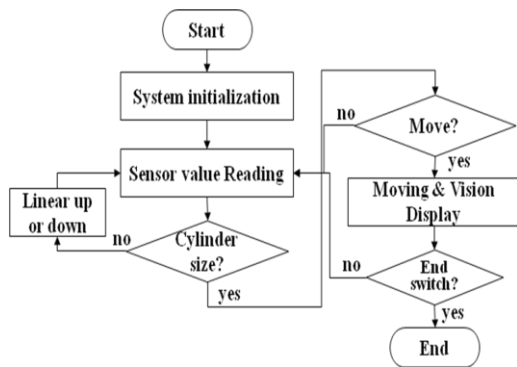 Start
System initialization
Sensor value Reading
Linear up
or down
no
Cylinder
size?
yes
Move?
no
yes
Moving & Vision
Display
End
switch?
no
yes
End